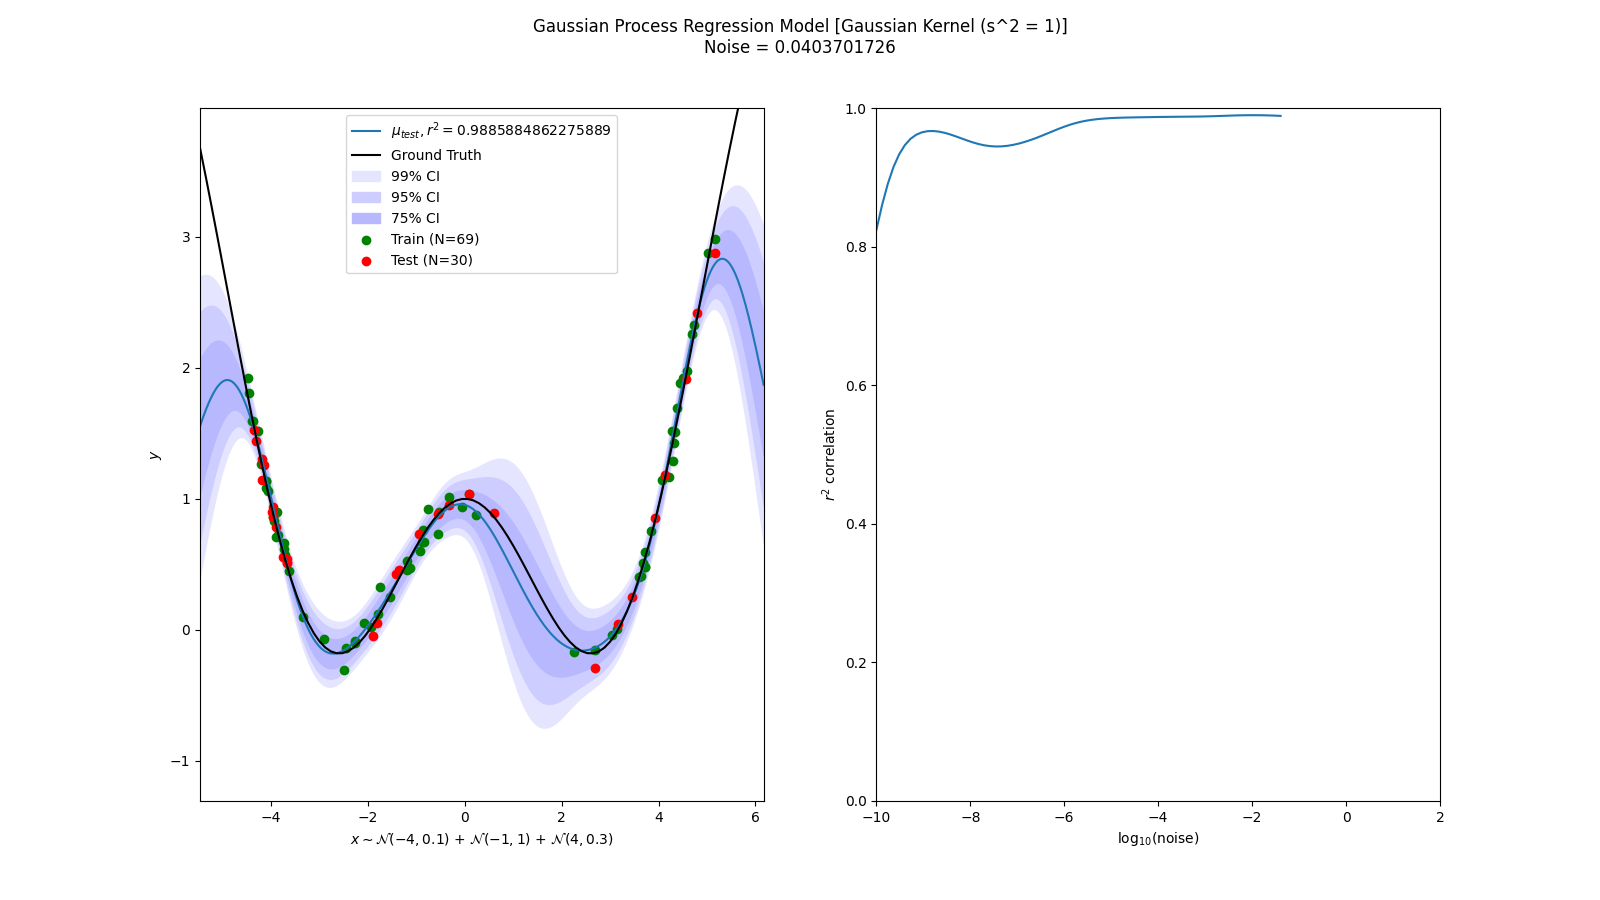 Gaussian Process Regression Model [Gaussian Kernel (s^2 = 1)]
Noise = 0.0403701726
μ_test, r² = 0.9885884862275889
Ground Truth
99% CI
95% CI
75% CI
Train (N=69)
Test (N=30)
3
2
1
0
−1
y
−4 −2 0 2 4 6
x ~ 𝒩(−4, 0.1) + 𝒩(−1, 1) + 𝒩(4, 0.3)
1.0
0.8
0.6
0.4
0.2
0.0
r² correlation
−10 −8 −6 −4 −2 0 2
log₁₀(noise)